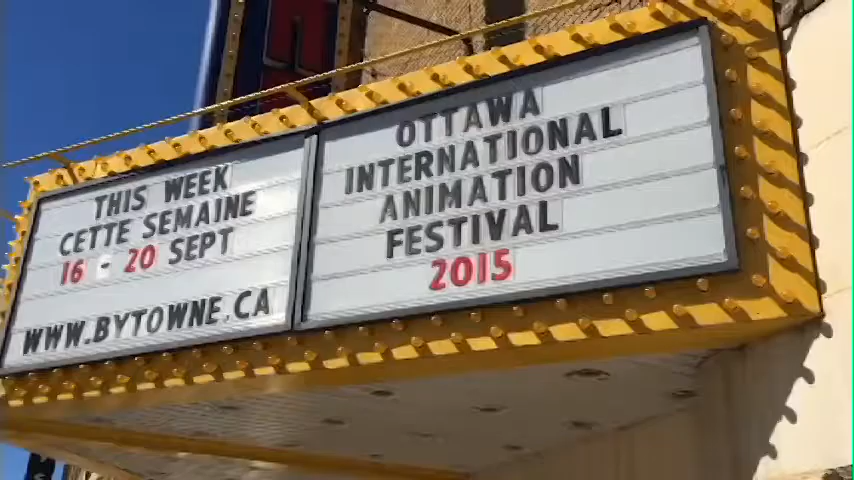 THIS WEEK
CETTE SEMAINE
16 - 20 SEPT
WWW.BYTOWNE.CA
OTTAWA
INTERNATIONAL
ANIMATION
FESTIVAL
2015